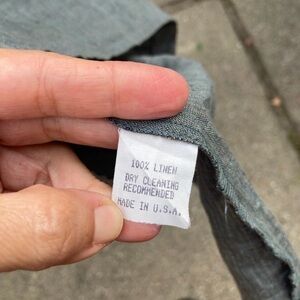 100% LINEN
DRY CLEANING
RECOMMENDED
MADE IN U.S.A.